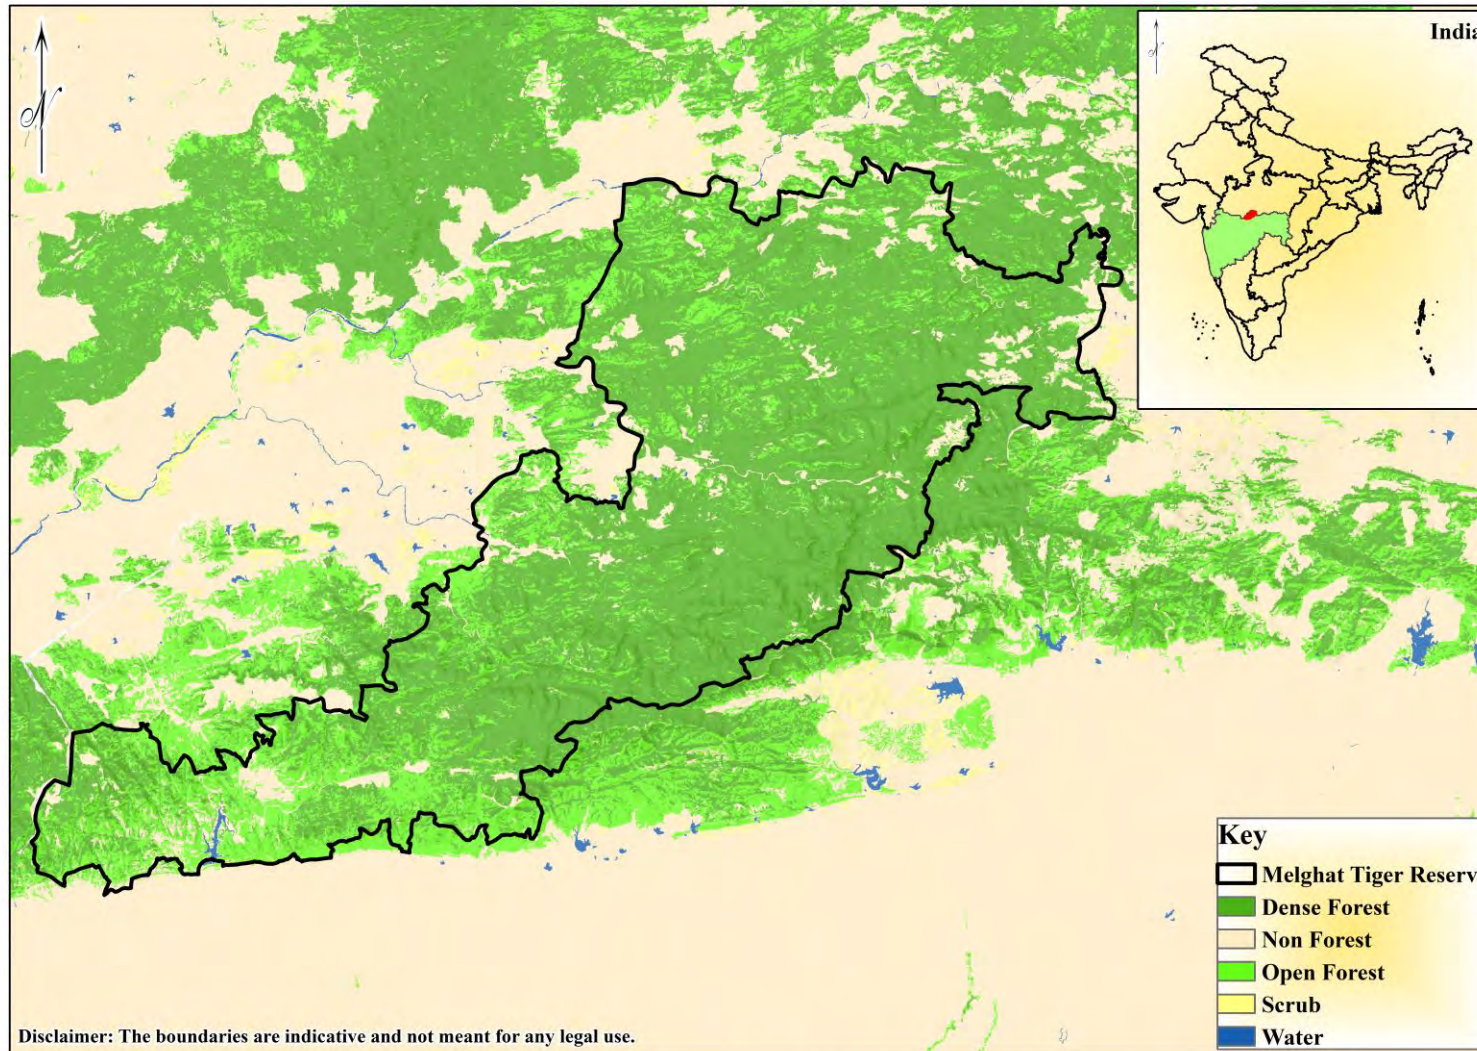 India
Key
Melghat Tiger Reserv
Dense Forest
Non Forest
Open Forest
Scrub
Water
Disclaimer: The boundaries are indicative and not meant for any legal use.